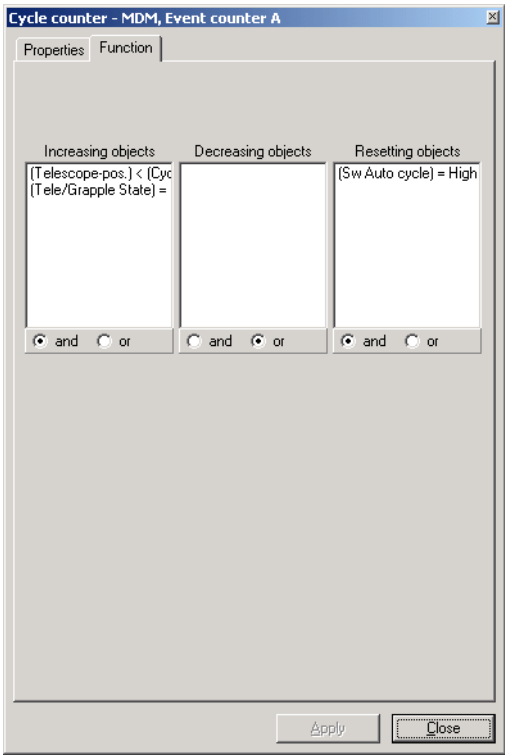 Cycle counter - MDM, Event counter A
Properties Function
Increasing objects Decreasing objects Resetting objects
(Telescope-pos.) < (Cyc (Sw Auto cycle) = High
(Tele/Grapple State) =
and or and or and or
Apply Close